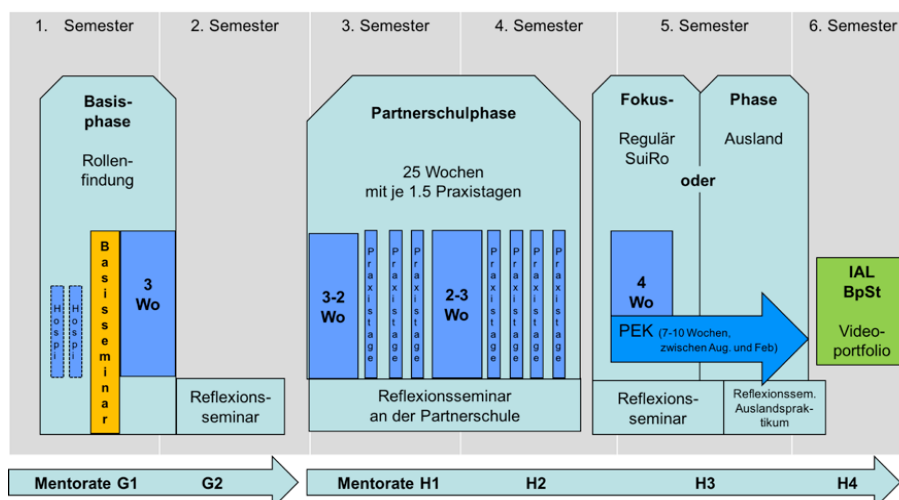 1. Semester
2. Semester
3. Semester
4. Semester
5. Semester
6. Semester
Basis-
phase
Rollen-
findung
Hospi
Hospi
Basisseminar
3
Wo
Reflexions-
seminar
Partnerschulphase
25 Wochen
mit je 1.5 Praxistagen
3-2
Wo
Praxistage
Praxistage
Praxistage
2-3
Wo
Praxistage
Praxistage
Praxistage
Praxistage
Reflexionsseminar
an der Partnerschule
Fokus-
Phase
Regulär
SuiRo
Ausland
oder
4
Wo
PEK (7-10 Wochen,
zwischen Aug. und Feb)
Reflexions-
seminar
Reflexionssem.
Auslandsprak-
tikum
IAL
BpSt
Video-
portfolio
Mentorate G1
G2
Mentorate H1
H2
H3
H4